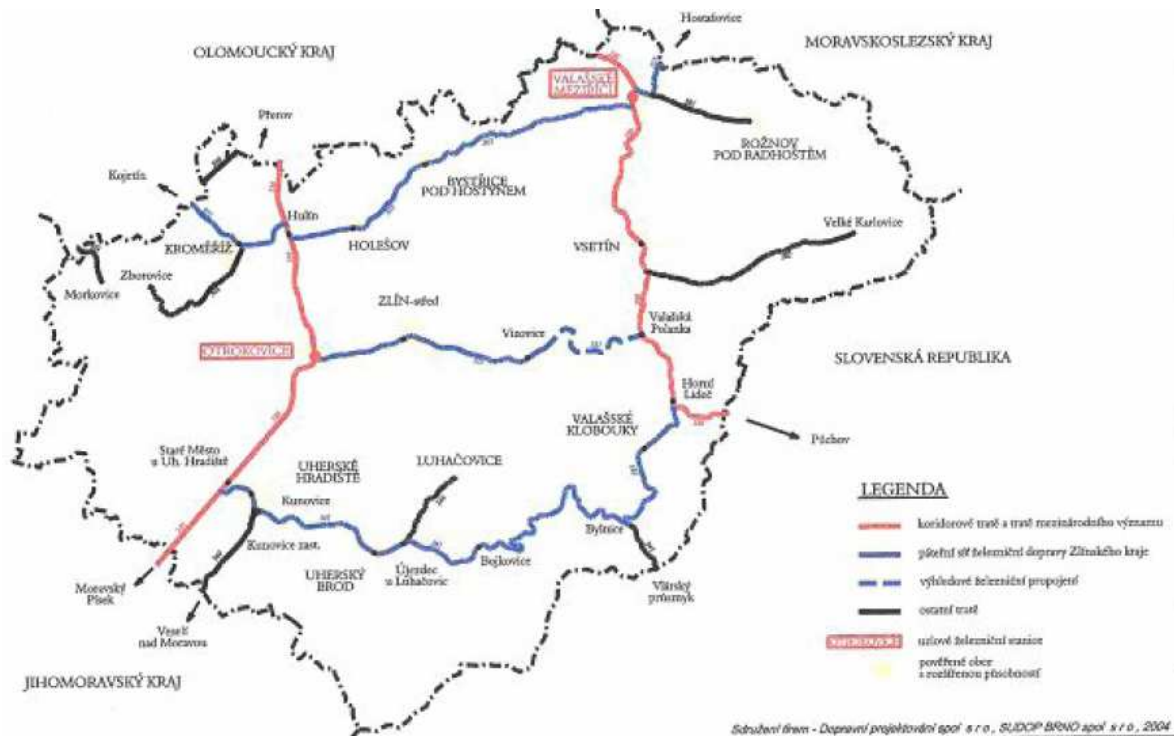 Hostašovice
OLOMOUCKÝ KRAJ
MORAVSKOSLEZSKÝ KRAJ
VALAŠSKÉ
MEZIŘÍČÍ
Přerov
ROŽNOV
POD RADHOŠTĚM
Kojetín
BYSTŘICE
POD HOSTÝNEM
Hulín
Velké Karlovice
KROMĚŘÍŽ
HOLEŠOV
VSETÍN
Zborovice
Morkovice
ZLÍN-střed
Valašská
Polanka
Vizovice
OTROKOVICE
SLOVENSKÁ REPUBLIKA
Horní
Lideč
VALAŠSKÉ
KLOBOUKY
Púchov
Staré Město
u Uh. Hradiště
UHERSKÉ
HRADIŠTĚ
LUHAČOVICE
Kunovice
LEGENDA
koridorové tratě a tratě mezinárodního významu
Bylnice
Kunovice zast.
páteřní síť železniční dopravy Zlínského kraje
Bojkovice
UHERSKÝ
BROD
Újezdec
u Luhačovic
výhledové železniční propojení
Vlárský
průsmyk
Moravský
Písek
ostatní tratě
Veselí
nad Moravou
uzlové železniční stanice
pověřené obce
s rozšířenou působností
JIHOMORAVSKÝ KRAJ
Sdružení firem - Dopravní projektování spol s r o , SUDOP BRNO spol s r o , 2004